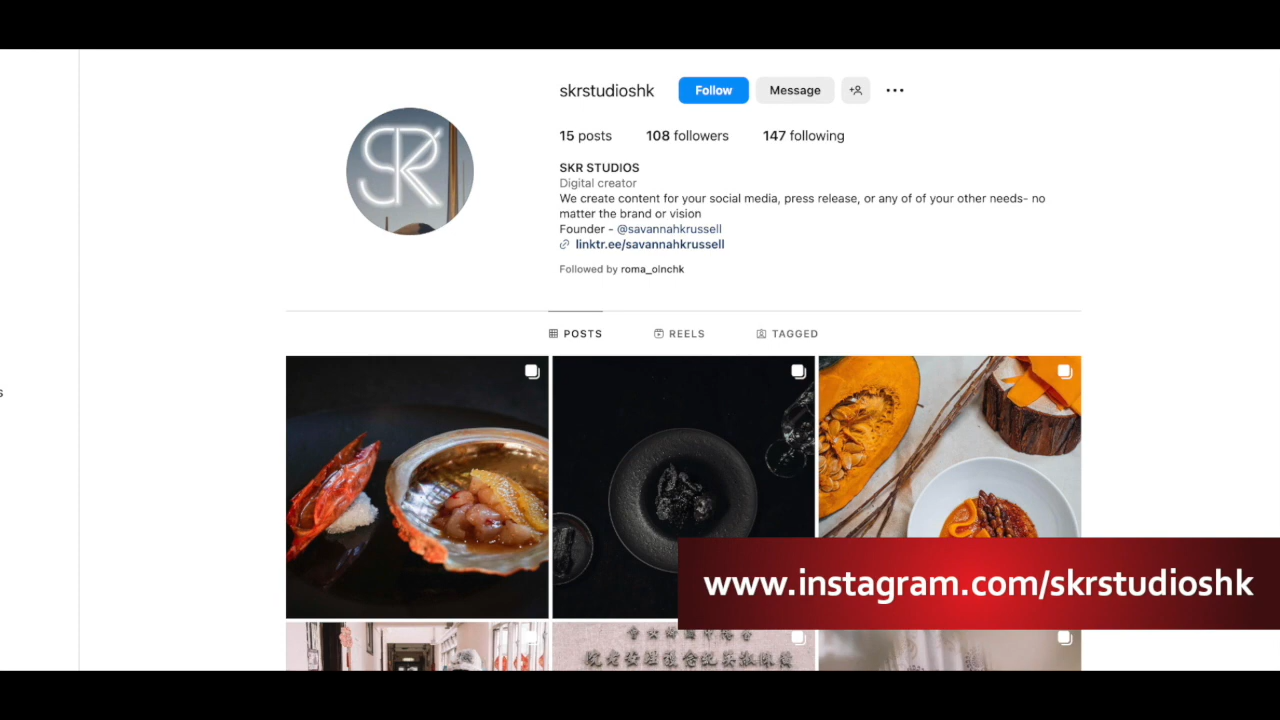 skrstudioshk Follow Message
15 posts 108 followers 147 following
SKR STUDIOS
Digital creator
We create content for your social media, press release, or any of of your other needs- no
matter the brand or vision
Founder - @savannahkrussell
linktr.ee/savannahkrussell
Followed by roma_oinchk
POSTS REELS TAGGED
SKR
s
www.instagram.com/skrstudioshk